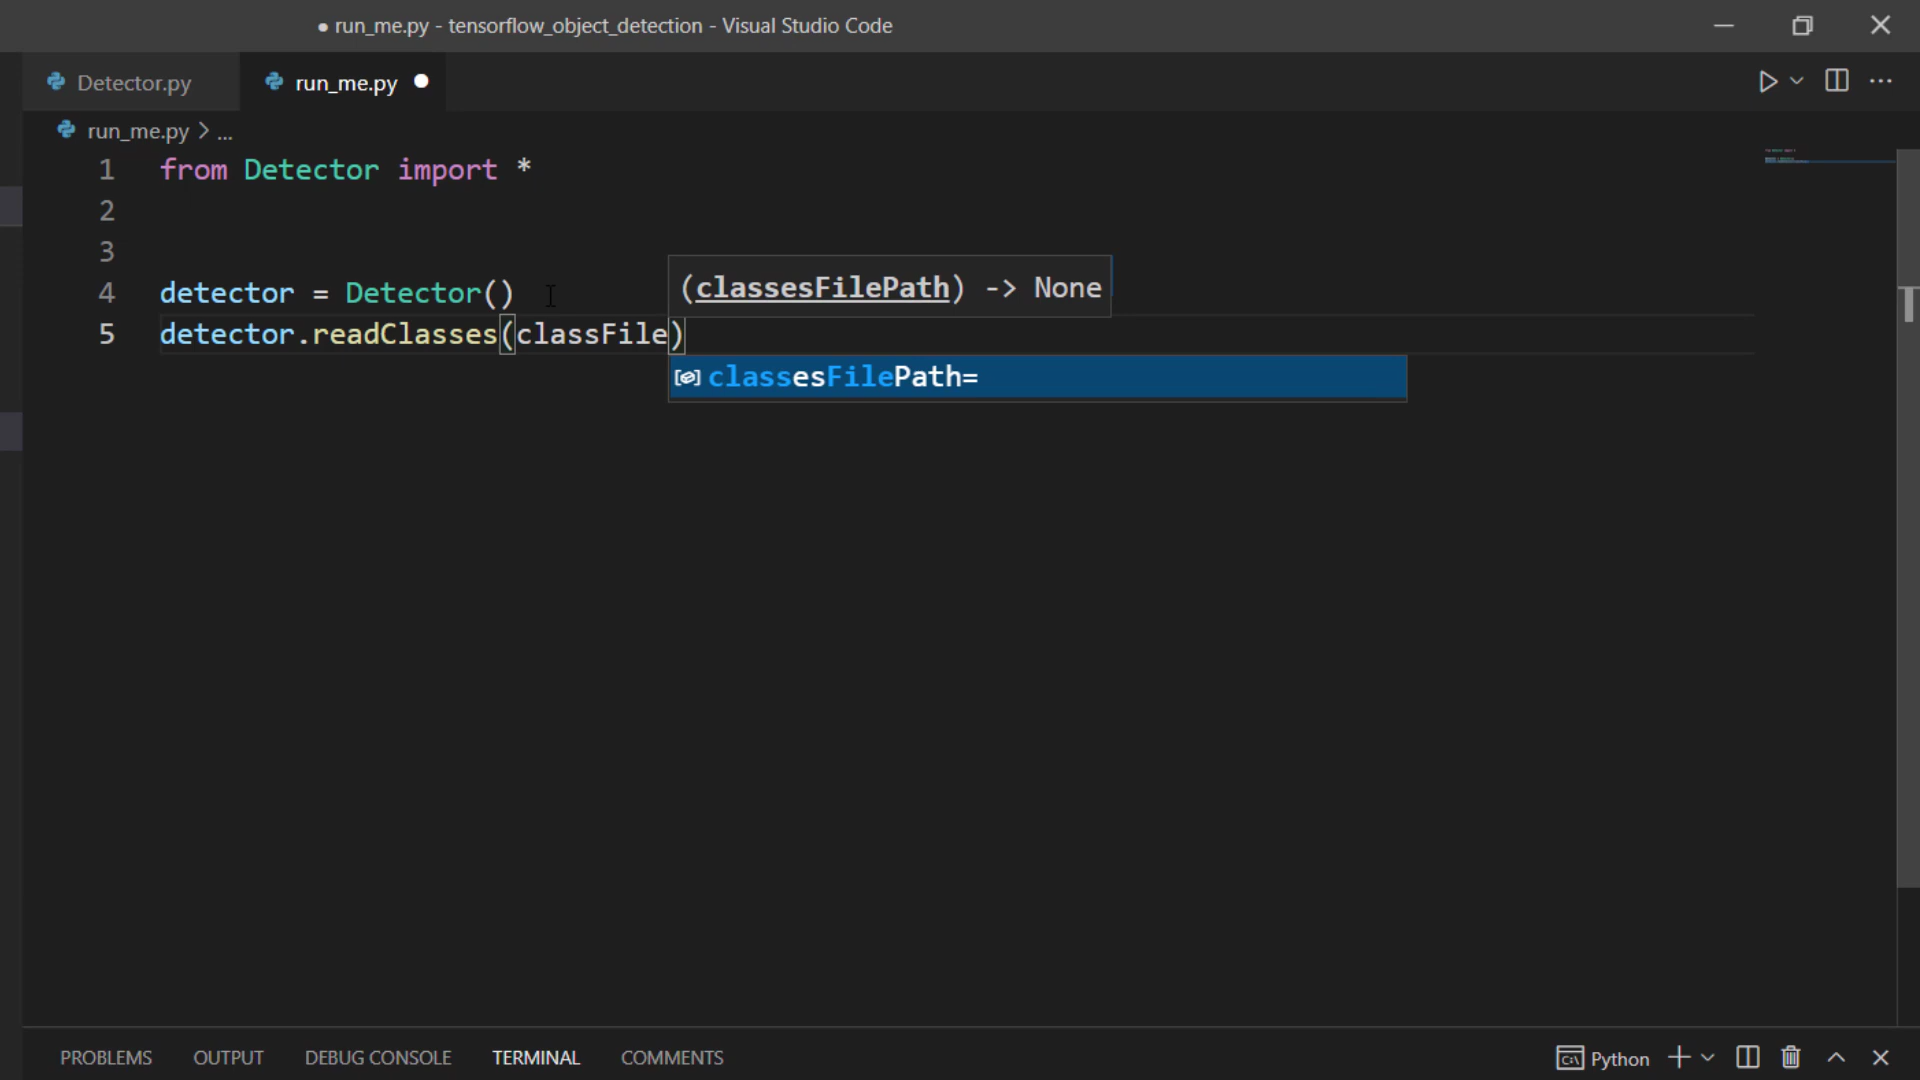 ● run_me.py - tensorflow_object_detection - Visual Studio Code
Detector.py run_me.py ●
run_me.py > ...
1 from Detector import *
2
3
(classesFilePath) -> None
4 detector = Detector()
5 detector.readClasses(classFile)
classesFilePath=
PROBLEMS OUTPUT DEBUG CONSOLE TERMINAL COMMENTS Python